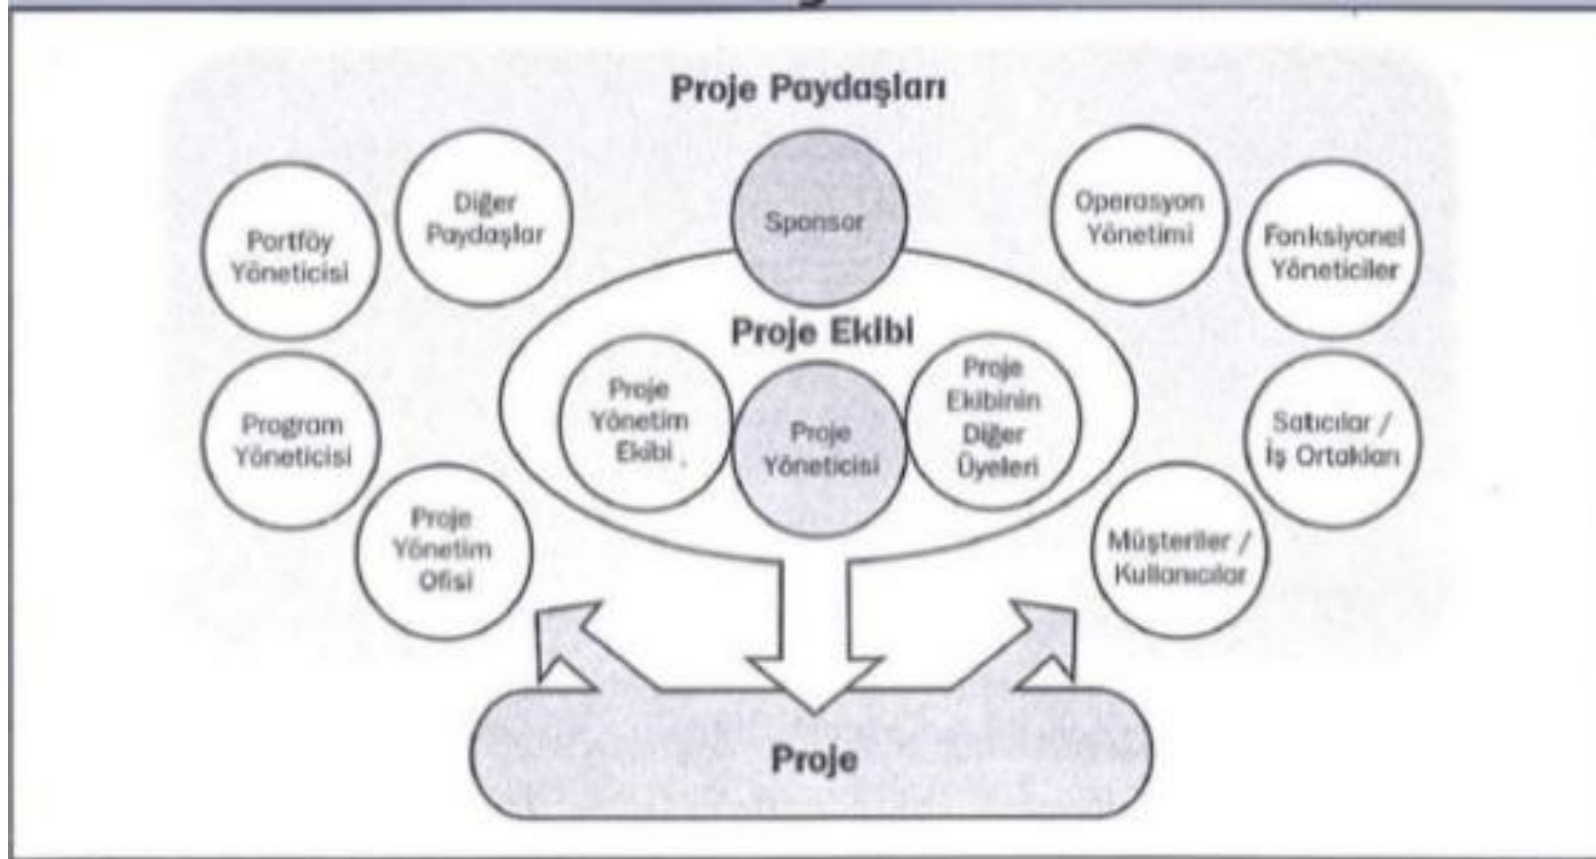 Proje Paydaşları
Portföy
Yöneticisi
Diğer
Paydaşlar
Sponsor
Operasyon
Yönetimi
Fonksiyonel
Yöneticiler
Program
Yöneticisi
Proje
Yönetim
Ofisi
Proje Ekibi
Proje
Yönetim
Ekibi
Proje
Yöneticisi
Proje
Ekibinin
Diğer
Üyeleri
Satıcılar /
İş Ortakları
Müşteriler /
Kullanıcılar
Proje